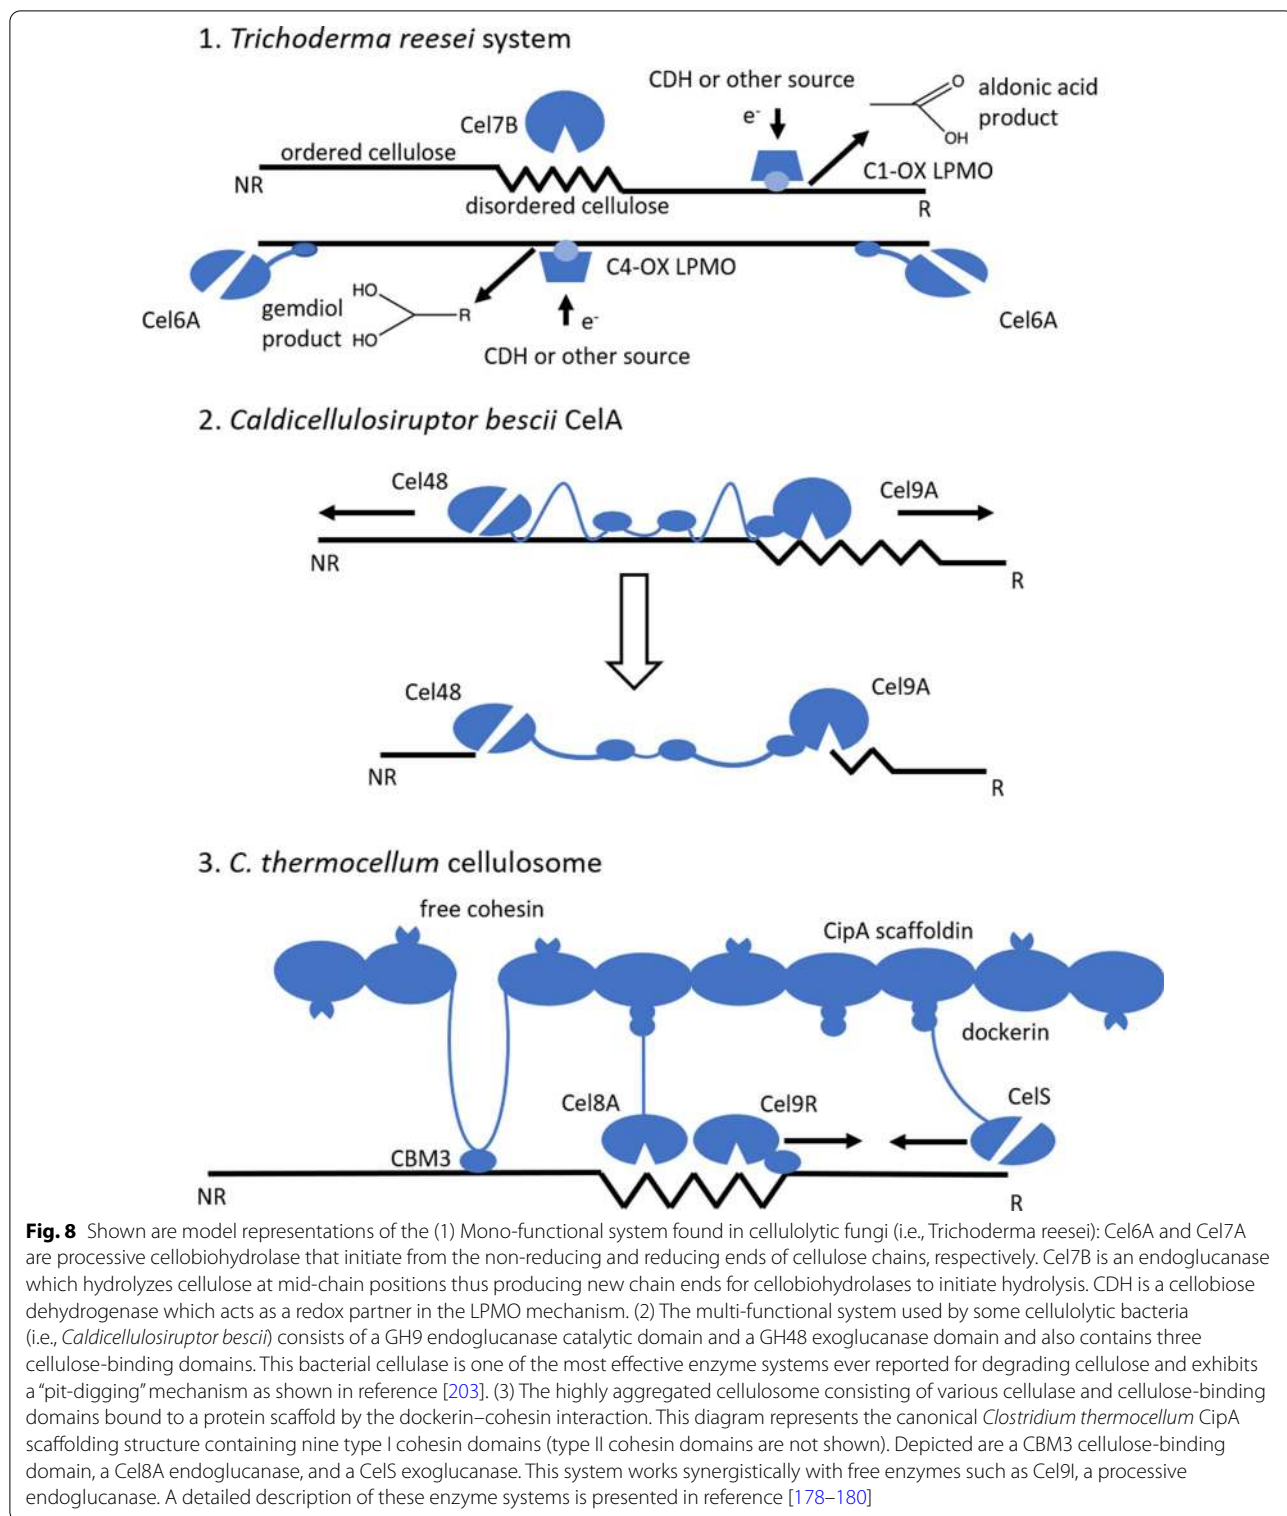 1. Trichoderma reesei system
CDH or other source
e-
O
OH
aldonic acid
product
Cel7B
ordered cellulose
NR
disordered cellulose
C1-OX LPMO
R
C4-OX LPMO
Cel6A
gemdiol
product
HO
HO
R
e-
CDH or other source
Cel6A
2. Caldicellulosiruptor bescii CelA
Cel48
Cel9A
NR
R
Cel48
Cel9A
NR
R
3. C. thermocellum cellulosome
free cohesin
CipA scaffoldin
dockerin
Cel8A
Cel9R
CelS
CBM3
NR
R
Fig. 8 Shown are model representations of the (1) Mono-functional system found in cellulolytic fungi (i.e., Trichoderma reesei): Cel6A and Cel7A
are processive cellobiohydrolase that initiate from the non-reducing and reducing ends of cellulose chains, respectively. Cel7B is an endoglucanase
which hydrolyzes cellulose at mid-chain positions thus producing new chain ends for cellobiohydrolases to initiate hydrolysis. CDH is a cellobiose
dehydrogenase which acts as a redox partner in the LPMO mechanism. (2) The multi-functional system used by some cellulolytic bacteria
(i.e., Caldicellulosiruptor bescii) consists of a GH9 endoglucanase catalytic domain and a GH48 exoglucanase domain and also contains three
cellulose-binding domains. This bacterial cellulase is one of the most effective enzyme systems ever reported for degrading cellulose and exhibits
a “pit-digging” mechanism as shown in reference [203]. (3) The highly aggregated cellulosome consisting of various cellulase and cellulose-binding
domains bound to a protein scaffold by the dockerin–cohesin interaction. This diagram represents the canonical Clostridium thermocellum CipA
scaffolding structure containing nine type I cohesin domains (type II cohesin domains are not shown). Depicted are a CBM3 cellulose-binding
domain, a Cel8A endoglucanase, and a CelS exoglucanase. This system works synergistically with free enzymes such as Cel9I, a processive
endoglucanase. A detailed description of these enzyme systems is presented in reference [178–180]